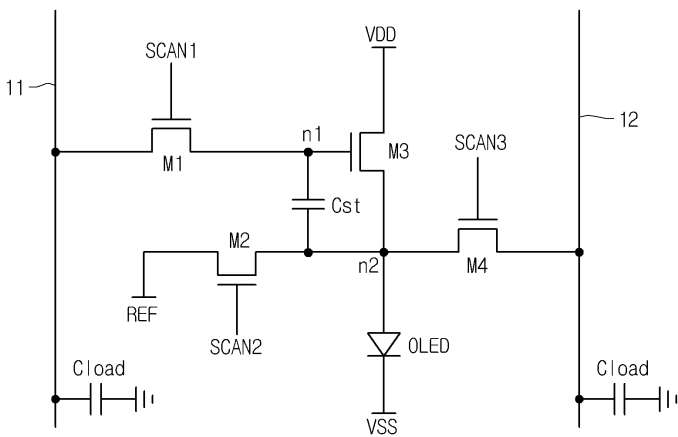 VDD
SCAN1
11
12
n1
M3
SCAN3
M1
Cst
M2
n2
M4
REF
SCAN2
OLED
Cload
Cload
VSS